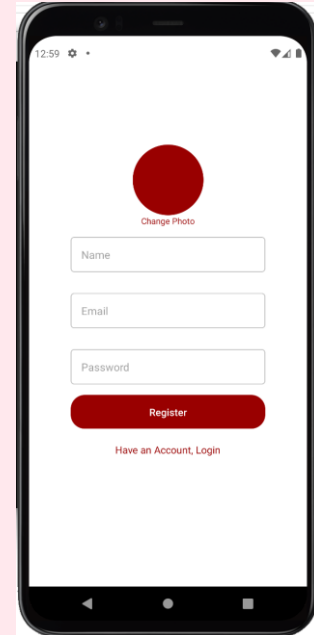 12:59
Change Photo
Name
Email
Password
Register
Have an Account, Login